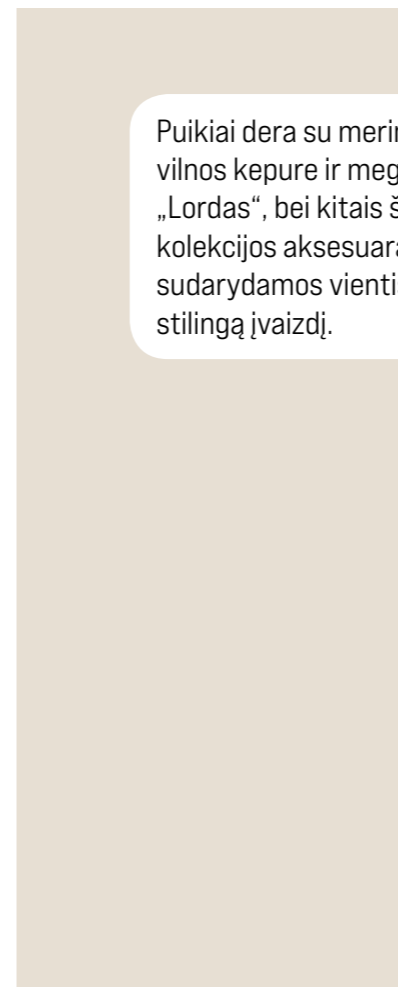 Puikiai dera su
vilnos kepure ir
„Lordas“, bei kitais
kolekcijos
sudarydamos
stilingą įvaizdį.